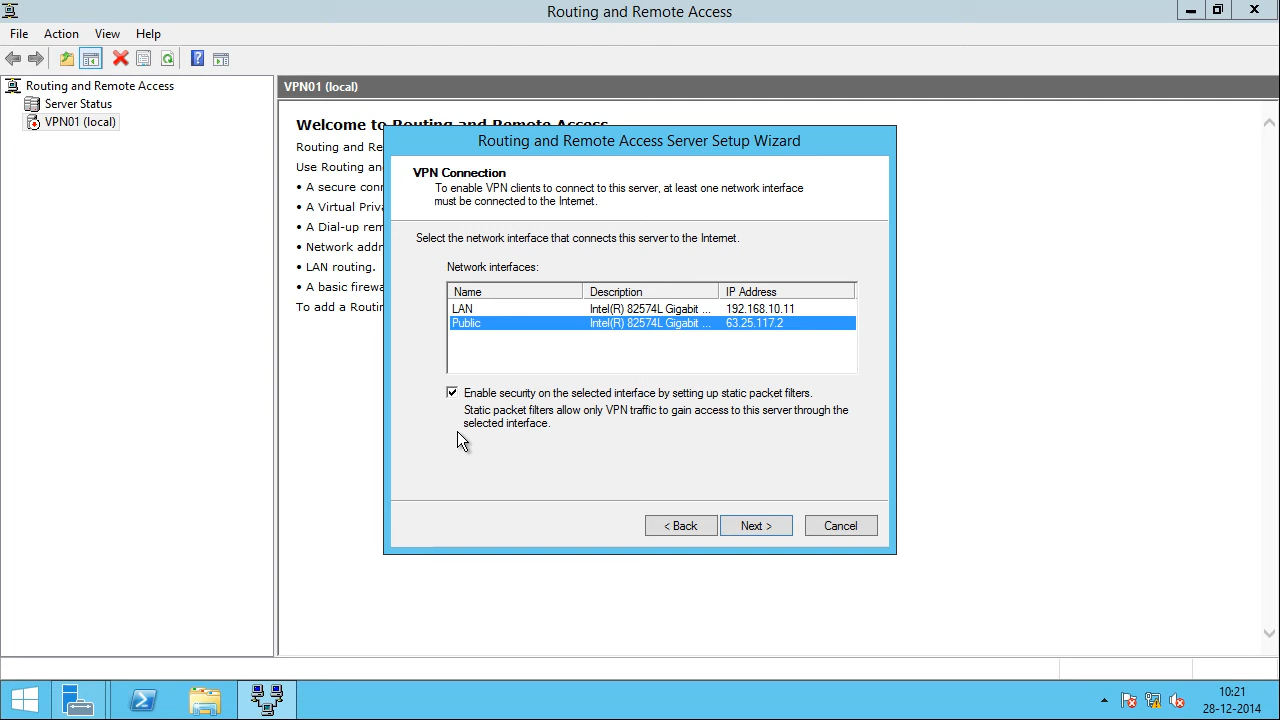 Routing and Remote Access
File Action View Help
Routing and Remote Access
Server Status
VPN01 (local)
VPN01 (local)
Welcome to Routing and Remote Access
Routing and Re
Use Routing an
• A secure conn
• A Virtual Priva
• A Dial-up rem
• Network addr
• LAN routing.
• A basic firewa
To add a Routin
Routing and Remote Access Server Setup Wizard
VPN Connection
To enable VPN clients to connect to this server, at least one network interface
must be connected to the Internet.
Select the network interface that connects this server to the Internet.
Network interfaces:
Name Description IP Address
LAN Intel(R) 82574L Gigabit ... 192.168.10.11
Public Intel(R) 82574L Gigabit ... 63.25.117.2
Enable security on the selected interface by setting up static packet filters.
Static packet filters allow only VPN traffic to gain access to this server through the
selected interface.
< Back Next > Cancel
10:21
28-12-2014